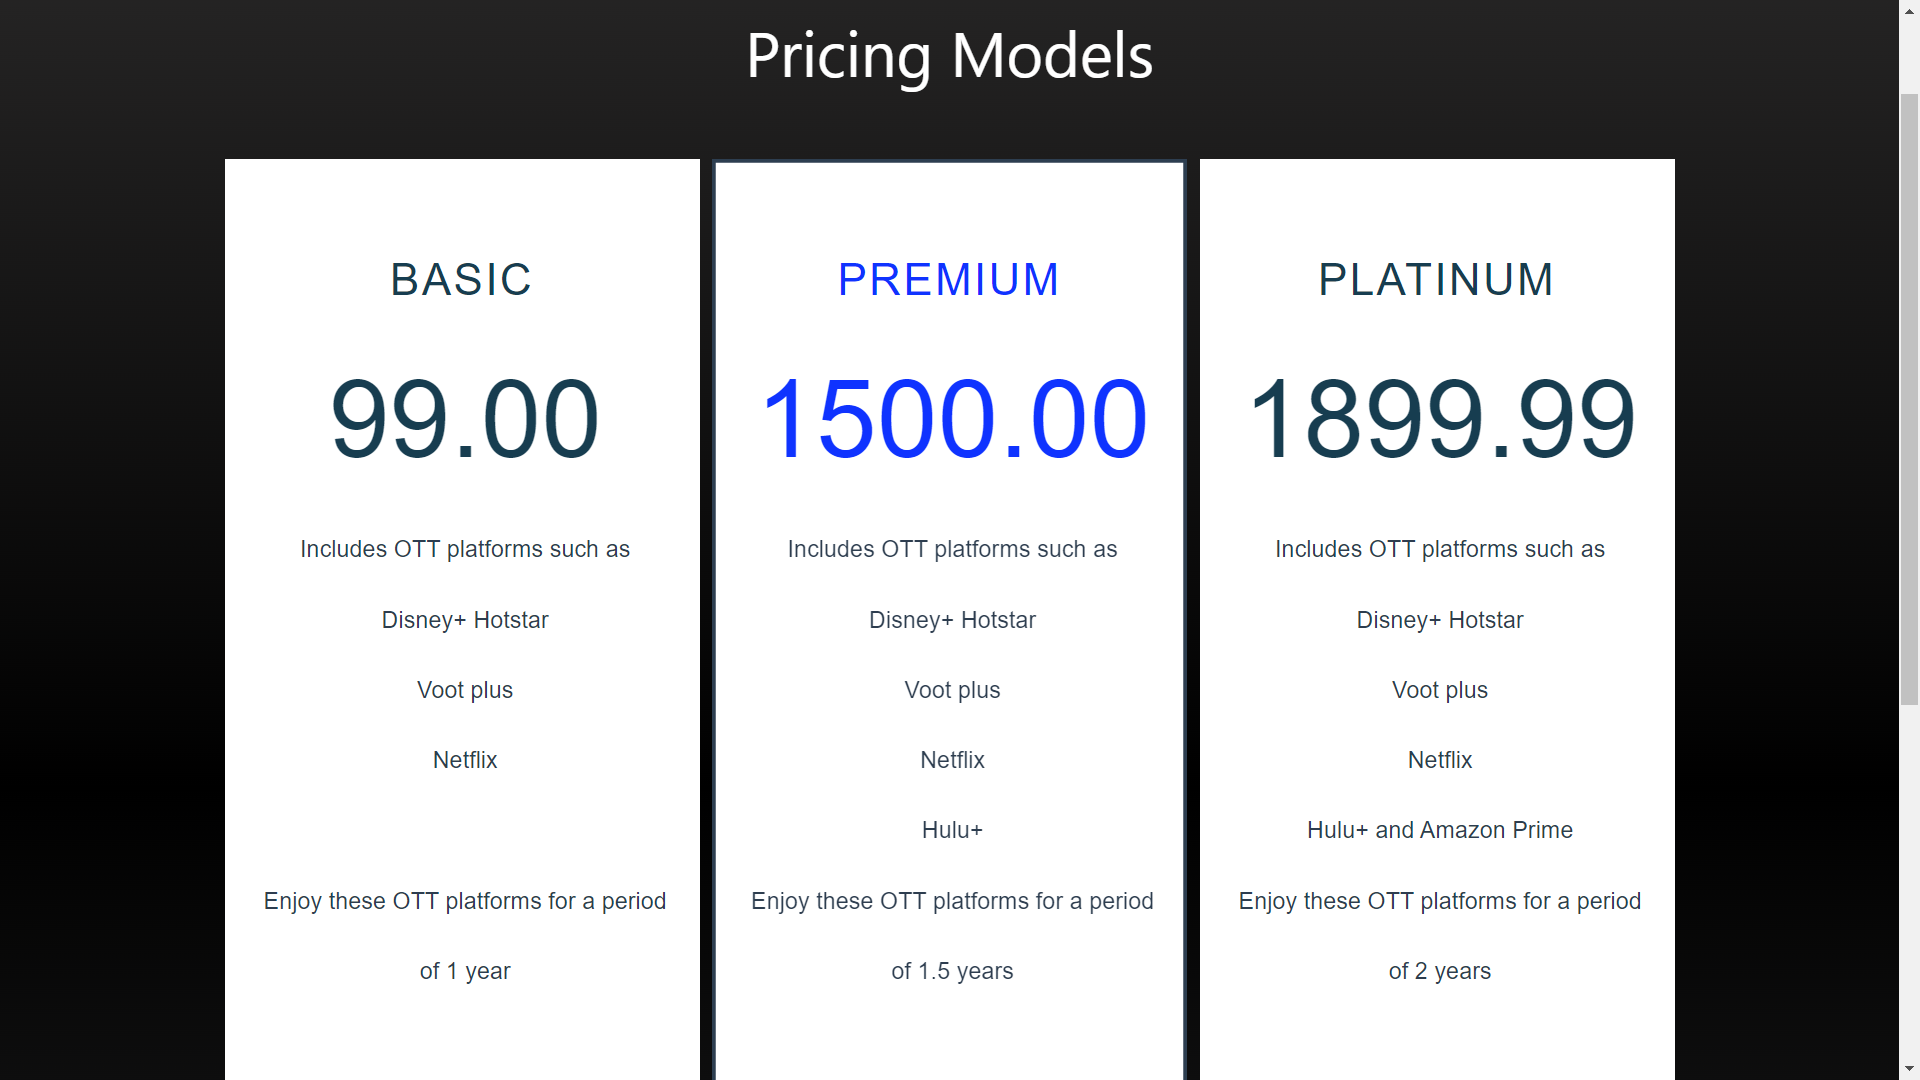 Pricing Models
BASIC
99.00
Includes OTT platforms such as
Disney+ Hotstar
Voot plus
Netflix
Enjoy these OTT platforms for a period
of 1 year
PREMIUM
1500.00
Includes OTT platforms such as
Disney+ Hotstar
Voot plus
Netflix
Hulu+
Enjoy these OTT platforms for a period
of 1.5 years
PLATINUM
1899.99
Includes OTT platforms such as
Disney+ Hotstar
Voot plus
Netflix
Hulu+ and Amazon Prime
Enjoy these OTT platforms for a period
of 2 years